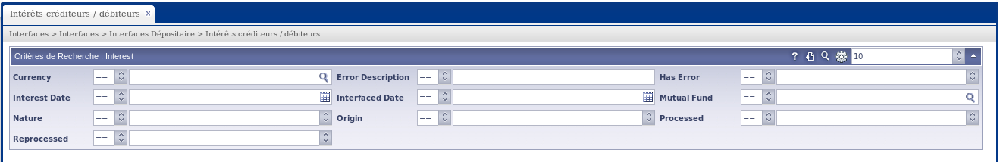 Intérêts créditeurs / débiteurs x
Interfaces > Interfaces > Interfaces Dépositaire > Intérêts créditeurs / débiteurs
Critères de Recherche : Interest ? 10
Currency == Error Description == Has Error ==
Interest Date == Interfaced Date == Mutual Fund ==
Nature == Origin == Processed ==
Reprocessed ==